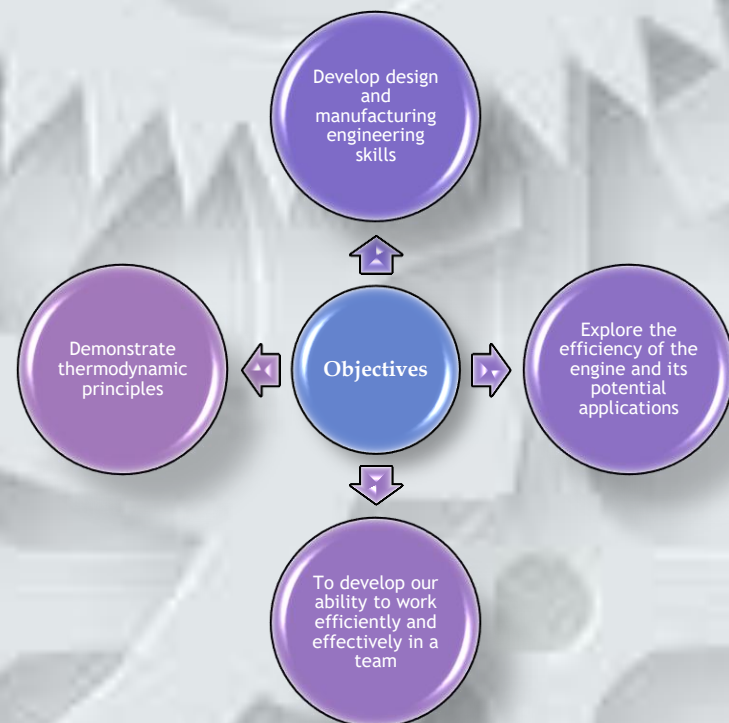 Develop design
and
manufacturing
engineering
skills
Demonstrate
thermodynamic
principles
Objectives
Explore the
efficiency of the
engine and its
potential
applications
To develop our
ability to work
efficiently and
effectively in a
team